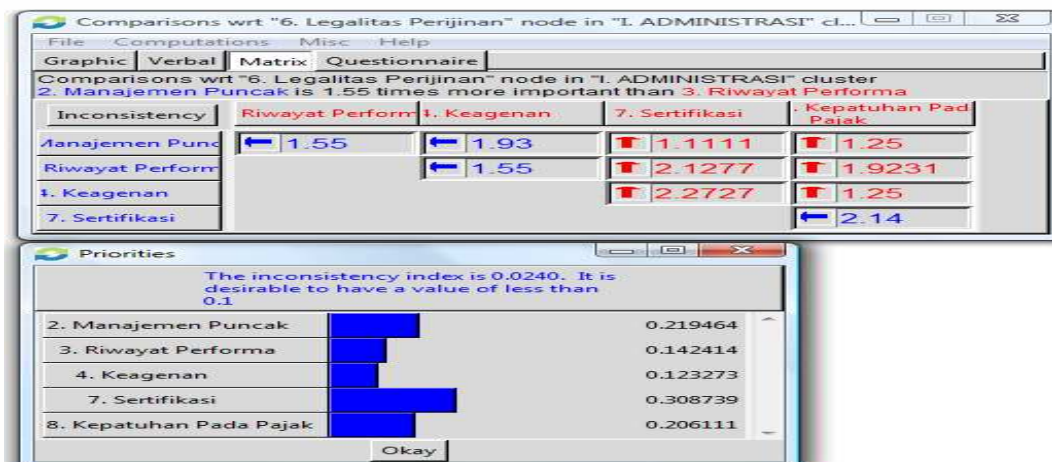 Comparisons wrt "6. Legalitas Perijinan" node in "I. ADMINISTRASI" cl...
File Computations Misc Help
Graphic Verbal Matrix Questionnaire
Comparisons wrt "6. Legalitas Perijinan" node in "I. ADMINISTRASI" cluster
2. Manajemen Puncak is 1.55 times more important than 3. Riwayat Performa
Inconsistency Riwayat Perform 4. Keagenan 7. Sertifikasi . Kepatuhan Pad
Pajak
Manajemen Punc 1.55 1.93 1.1111 1.25
Riwayat Perform 1.55 2.1277 1.9231
4. Keagenan 2.2727 1.25
7. Sertifikasi 2.14
Priorities
The inconsistency index is 0.0240. It is
desirable to have a value of less than
0.1
2. Manajemen Puncak 0.219464
3. Riwayat Performa 0.142414
4. Keagenan 0.123273
7. Sertifikasi 0.308739
8. Kepatuhan Pada Pajak 0.206111
Okay